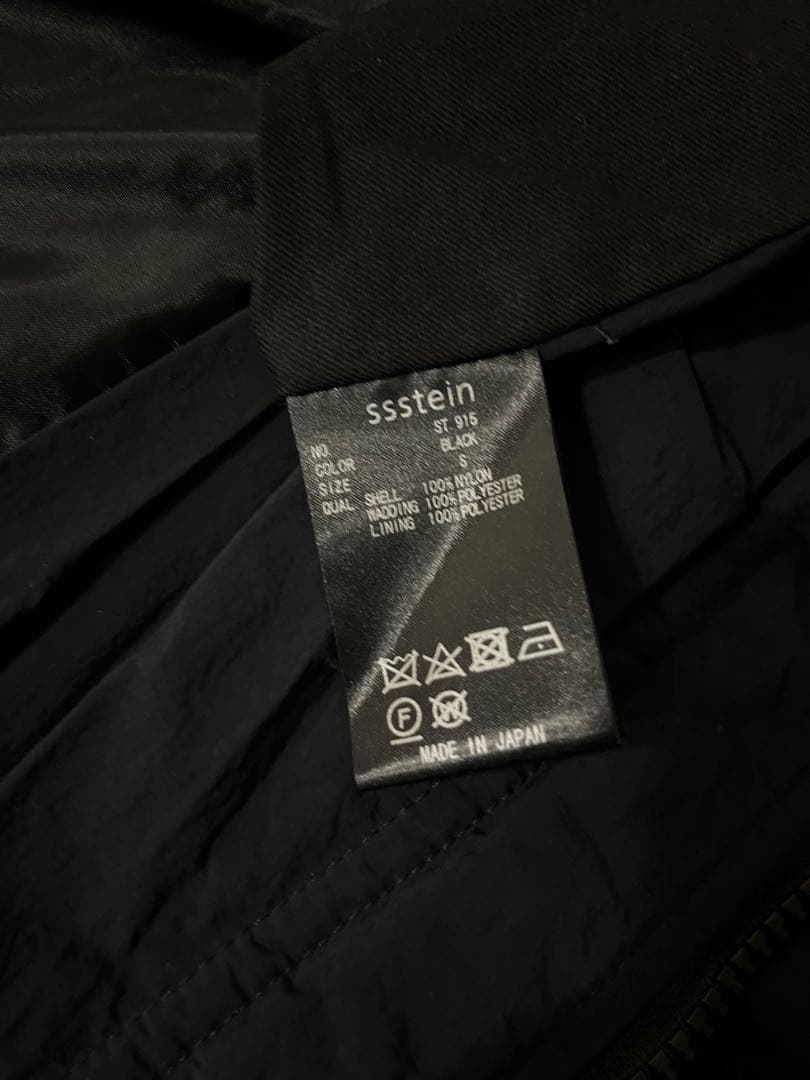 ssstein
NO. ST.915
COLOR BLACK
SIZE S
QUAL SHELL 100%NYLON
WADDING 100%POLYESTER
LINING 100%POLYESTER
F
W
MADE IN JAPAN